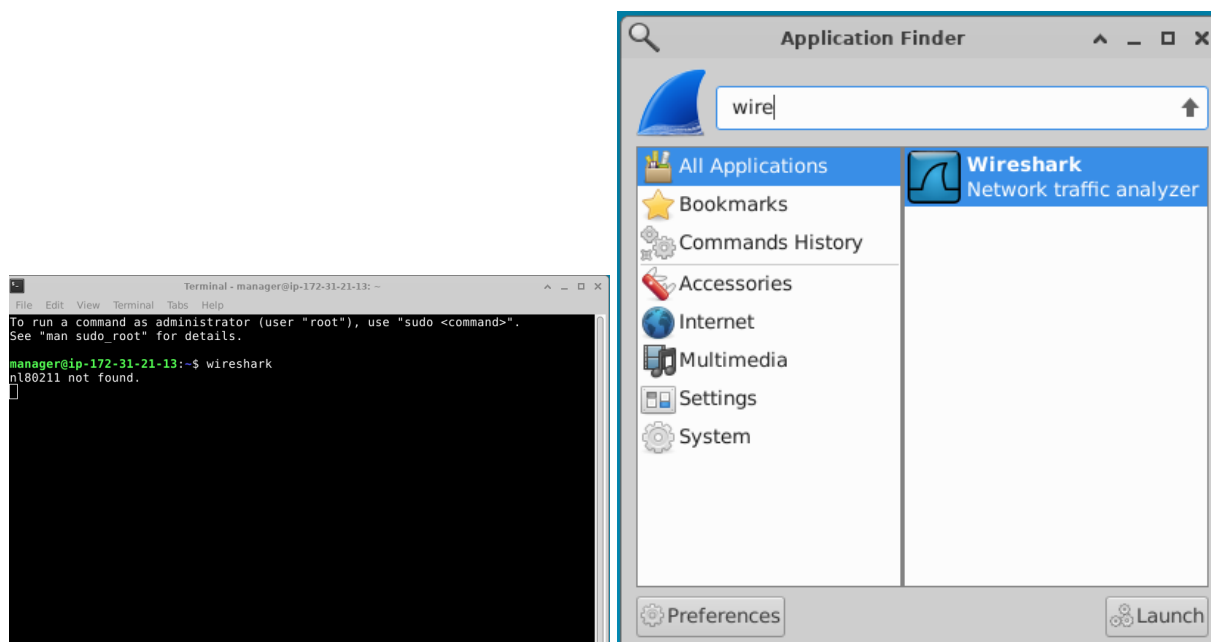 Terminal - manager@ip-172-31-21-13: ~
File Edit View Terminal Tabs Help
To run a command as administrator (user "root"), use "sudo <command>".
See "man sudo_root" for details.
manager@ip-172-31-21-13:~$ wireshark
nl80211 not found.
Application Finder
wire
All Applications
Bookmarks
Commands History
Accessories
Internet
Multimedia
Settings
System
Wireshark
Network traffic analyzer
Preferences
Launch